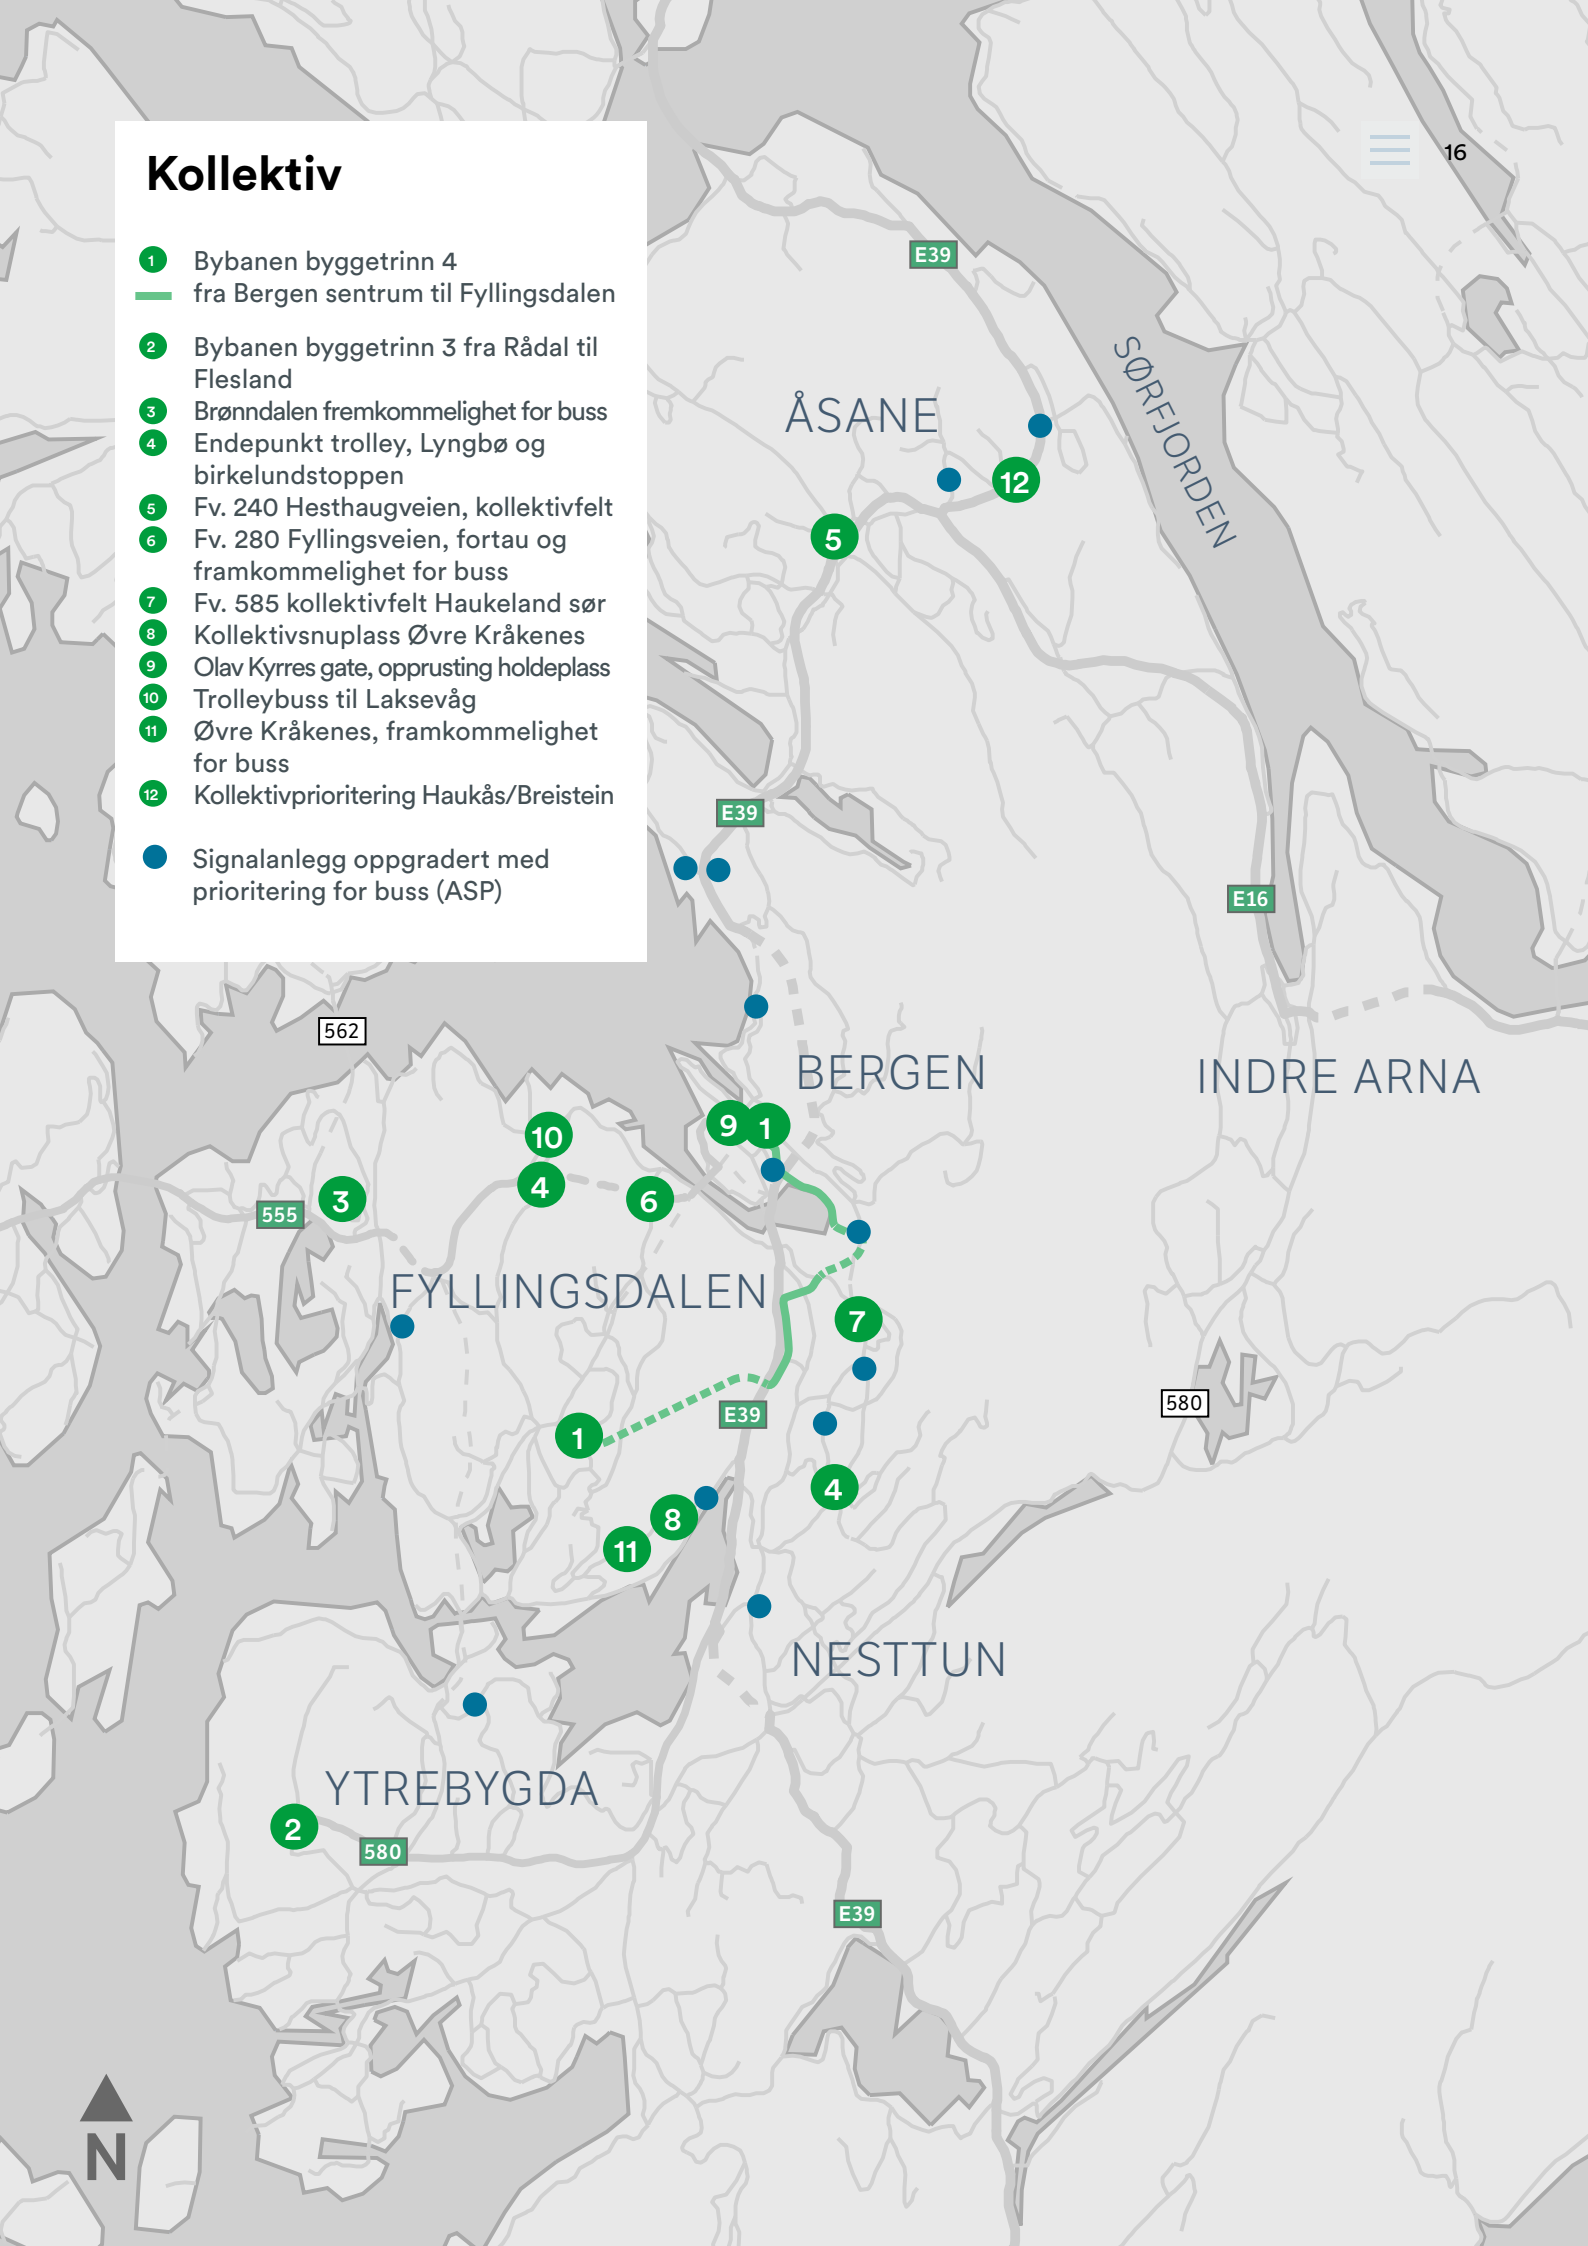 16
Kollektiv
1 Bybanen byggetrinn 4
fra Bergen sentrum til Fyllingsdalen
2 Bybanen byggetrinn 3 fra Rådal til
Flesland
3 Brønndalen fremkommelighet for buss
4 Endepunkt trolley, Lyngbø og
birkelundstoppen
5 Fv. 240 Hesthaugveien, kollektivfelt
6 Fv. 280 Fyllingsveien, fortau og
framkommelighet for buss
7 Fv. 585 kollektivfelt Haukeland sør
8 Kollektivsnuplass Øvre Kråkenes
9 Olav Kyrres gate, opprusting holdeplass
10 Trolleybuss til Laksevåg
11 Øvre Kråkenes, framkommelighet
for buss
12 Kollektivprioritering Haukås/Breistein
Signalanlegg oppgradert med
prioritering for buss (ASP)
E39
SØRFJORDEN
ÅSANE
12
5
E39
E16
562
BERGEN
INDRE ARNA
9
1
10
4
6
3
555
FYLLINGSDALEN
7
580
E39
1
4
8
11
NESTTUN
YTREBYGDA
2
580
E39
N